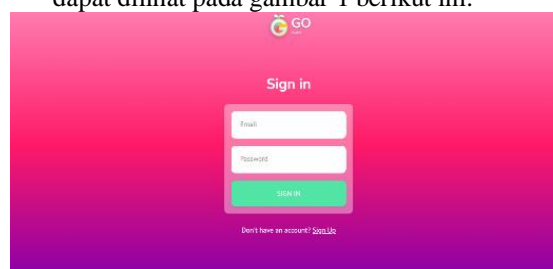 dapat dilihat pada gambar 1 berikut ini.
GO
Sign in
Email
Password
SIGN IN
Don't have an account? Sign Up